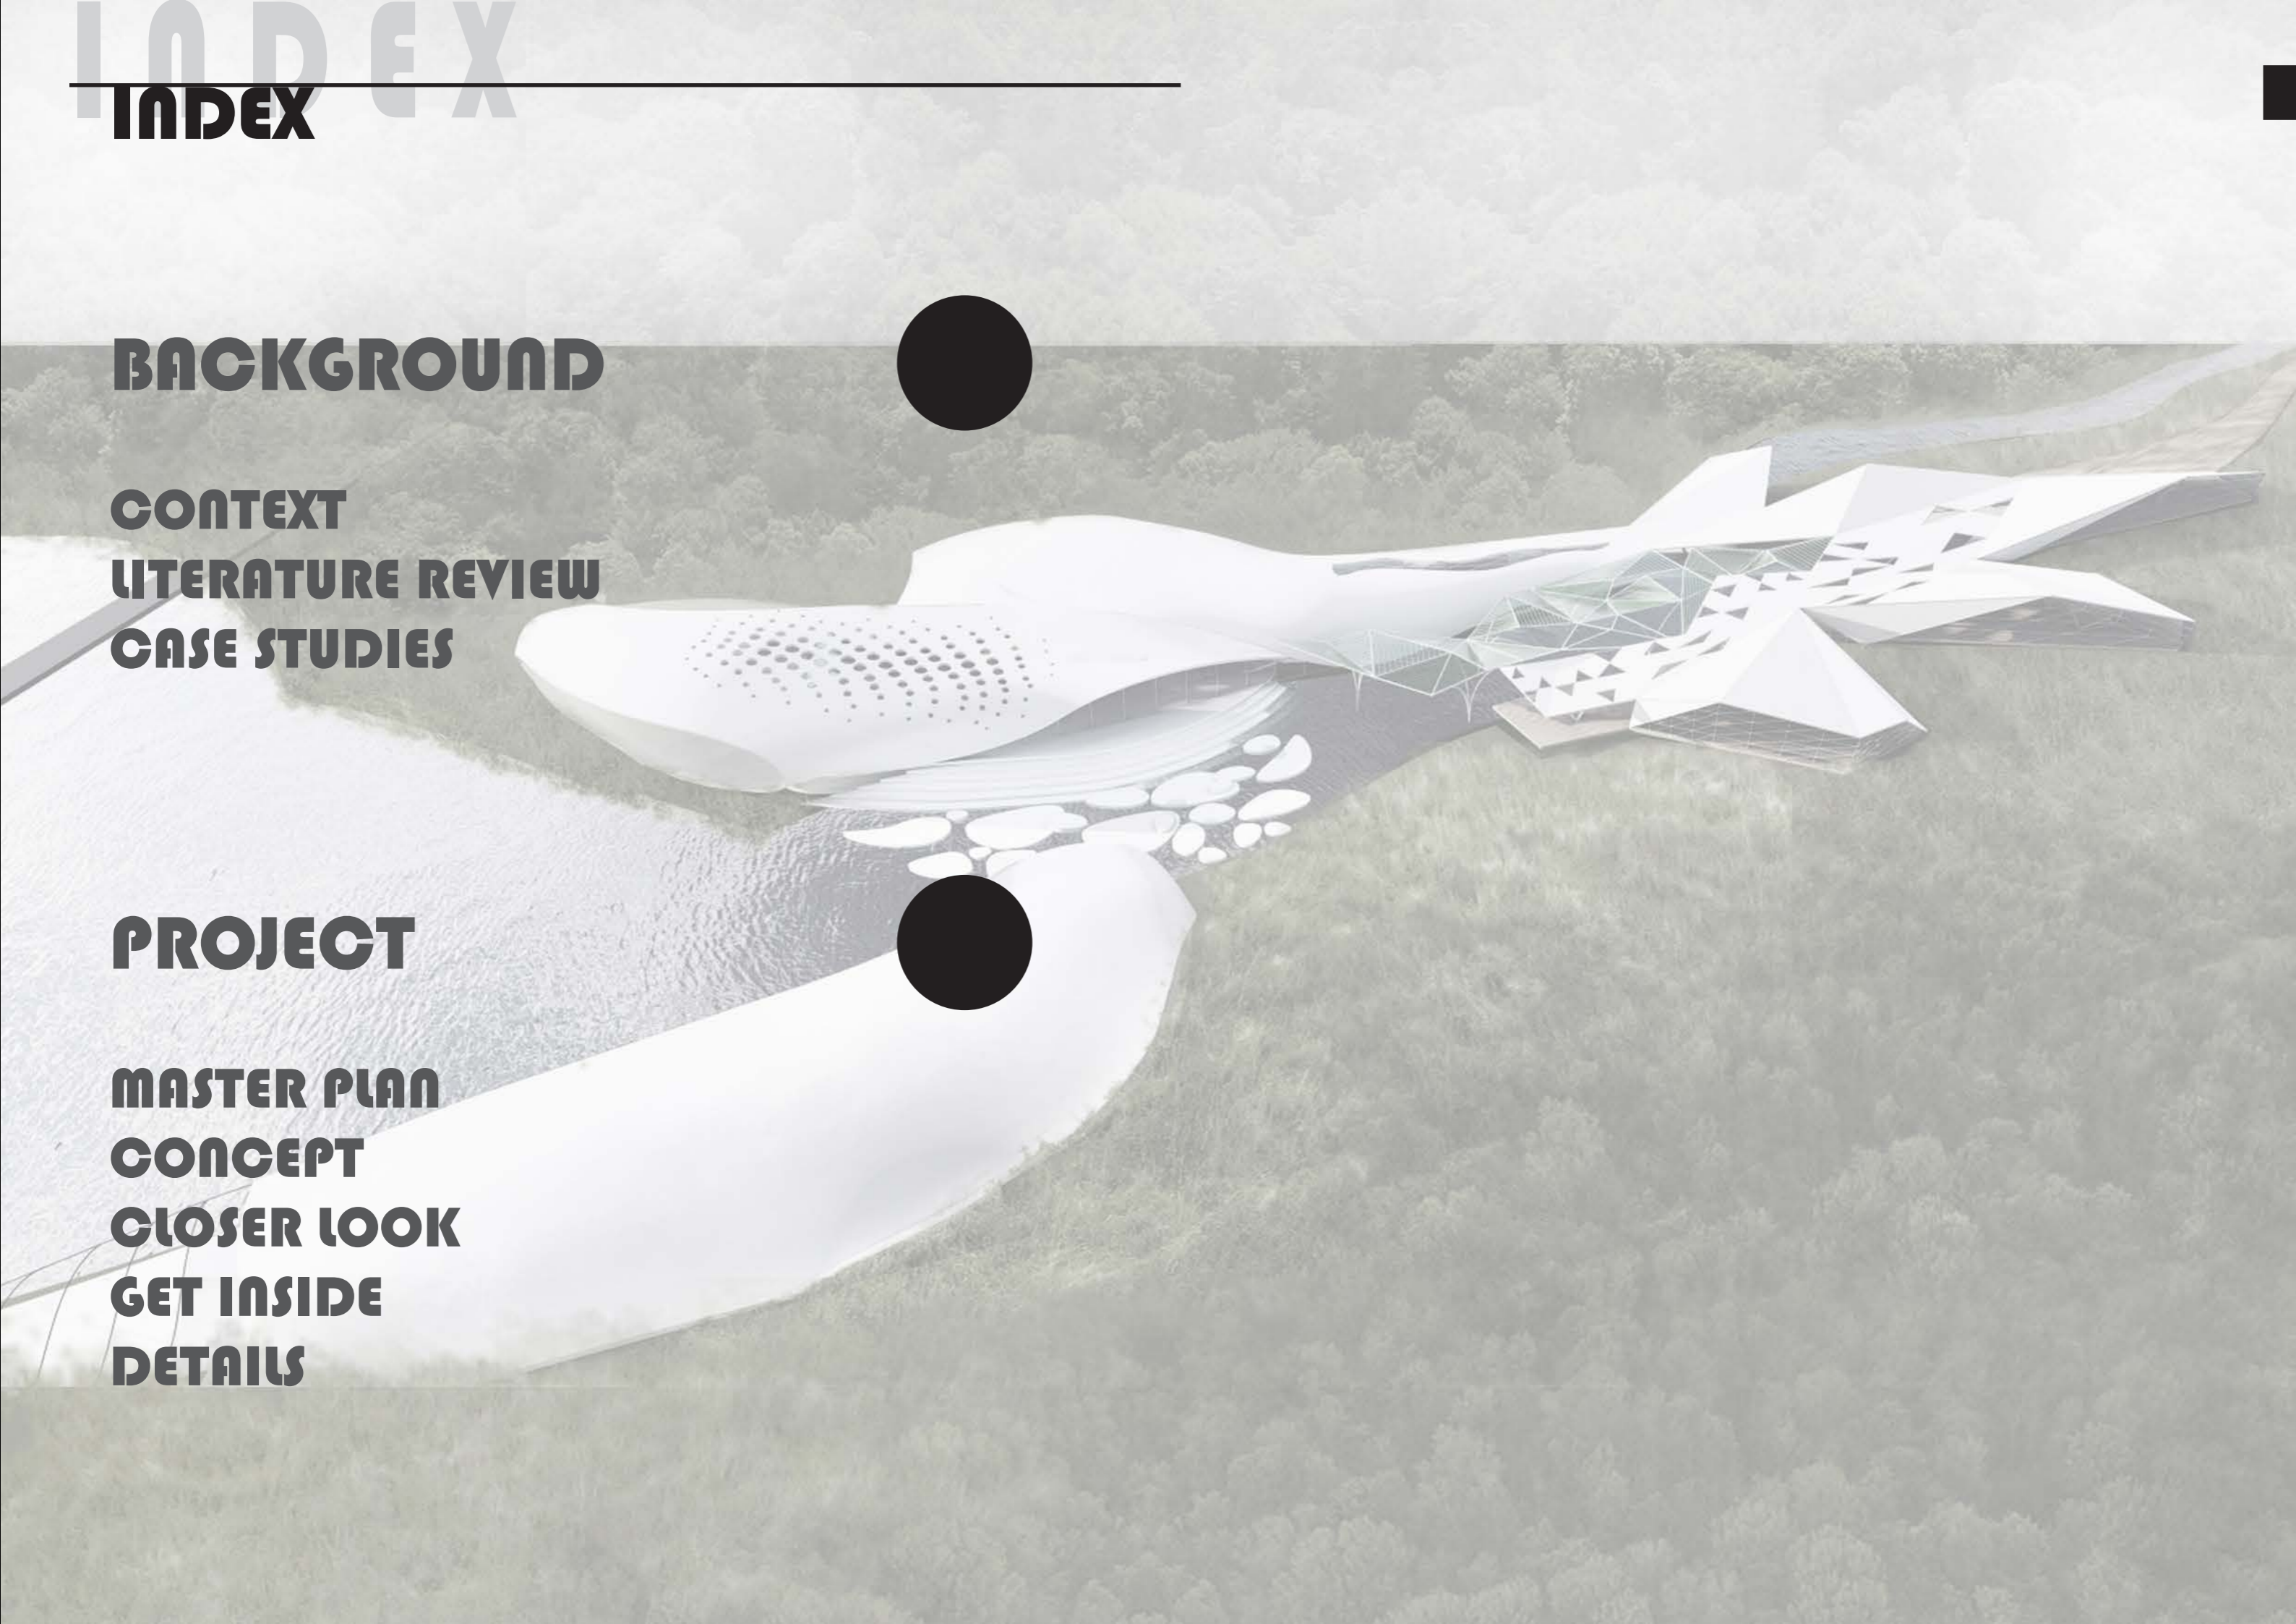 INDEX
INDEX
BACKGROUND
CONTEXT
LITERATURE REVIEW
CASE STUDIES
PROJECT
MASTER PLAN
CONCEPT
CLOSER LOOK
GET INSIDE
DETAILS